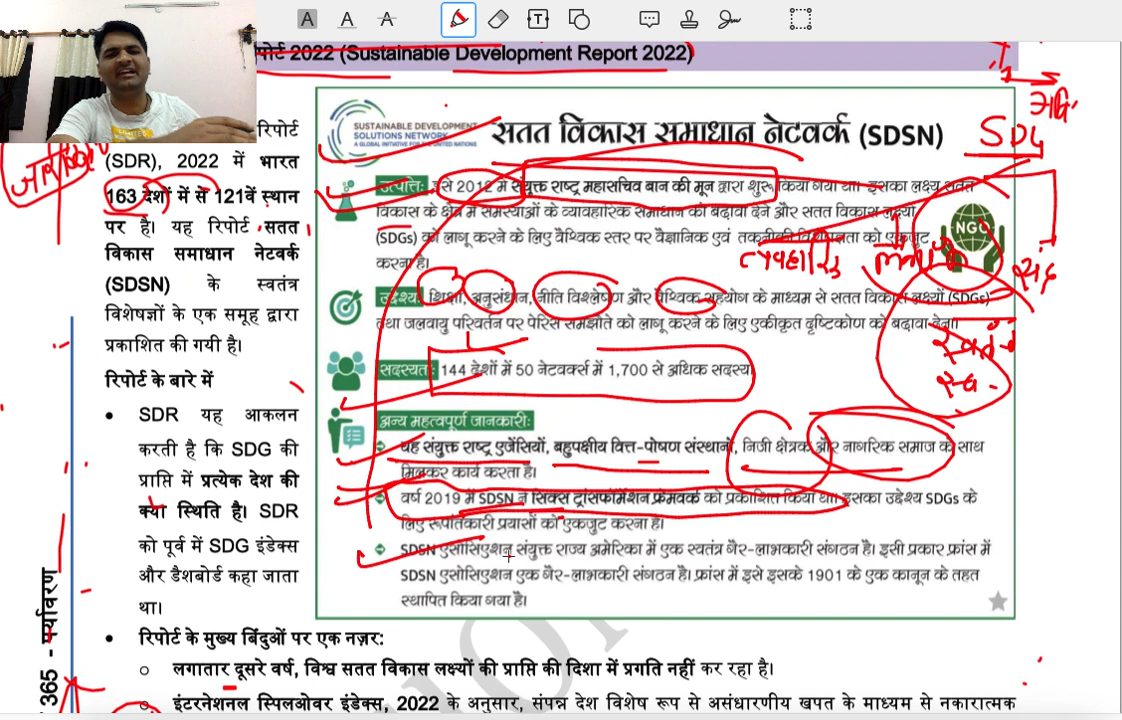 पोर्ट 2022 (Sustainable Development Report 2022)
रिपोर्ट
(SDR), 2022 में भारत
163 देशों में से 121वें स्थान
पर है। यह रिपोर्ट सतत
विकास समाधान नेटवर्क
(SDSN) के स्वतंत्र
विशेषज्ञों के एक समूह द्वारा
प्रकाशित की गयी है।
रिपोर्ट के बारे में
• SDR यह आकलन
करती है कि SDG की
प्राप्ति में प्रत्येक देश की
क्या स्थिति है। SDR
को पूर्व में SDG इंडेक्स
और डैशबोर्ड कहा जाता
था।
SUSTAINABLE DEVELOPMENT
SOLUTIONS NETWORK
A GLOBAL INITIATIVE FOR THE UNITED NATIONS
सतत विकास समाधान नेटवर्क (SDSN)
SDG
उत्पत्ति: इसे 2012 में संयुक्त राष्ट्र महासचिव बान की मून द्वारा शुरू किया गया था। इसका लक्ष्य सतत
विकास के क्षेत्र में समस्याओं के व्यावहारिक समाधान को बढ़ावा देने और सतत विकास लक्ष्यों
(SDGs) को लागू करने के लिए वैश्विक स्तर पर वैज्ञानिक एवं तकनीकी विशेषज्ञता को एकजुट
करना है।
NGO
उद्देश्य: शिक्षा, अनुसंधान, नीति विश्लेषण और वैश्विक सहयोग के माध्यम से सतत विकास लक्ष्यों (SDGs)
तथा जलवायु परिवर्तन पर पेरिस समझौते को लागू करने के लिए एकीकृत दृष्टिकोण को बढ़ावा देना।
सदस्यता: 144 देशों में 50 नेटवर्क्स में 1,700 से अधिक सदस्य
अन्य महत्वपूर्ण जानकारी:
यह संयुक्त राष्ट्र एजेंसियों, बहुपक्षीय वित्त-पोषण संस्थानों, निजी क्षेत्रक और नागरिक समाज के साथ
मिलकर कार्य करता है।
वर्ष 2019 में SDSN ने सिक्स ट्रांसफॉर्मेशन फ्रेमवर्क को प्रकाशित किया था। इसका उद्देश्य SDGs के
लिए रूपांतकारी प्रयासों को एकजुट करना है।
SDSN एसोसिएशन संयुक्त राज्य अमेरिका में एक स्वतंत्र गैर-लाभकारी संगठन है। इसी प्रकार फ्रांस में
SDSN एसोसिएशन एक गैर-लाभकारी संगठन है। फ्रांस में इसे इसके 1901 के एक कानून के तहत
स्थापित किया गया है।
• रिपोर्ट के मुख्य बिंदुओं पर एक नज़र:
o लगातार दूसरे वर्ष, विश्व सतत विकास लक्ष्यों की प्राप्ति की दिशा में प्रगति नहीं कर रहा है।
o इंटरनेशनल स्पिलओवर इंडेक्स, 2022 के अनुसार, संपन्न देश विशेष रूप से असंधारणीय खपत के माध्यम से नकारात्मक
365 - पर्यावरण